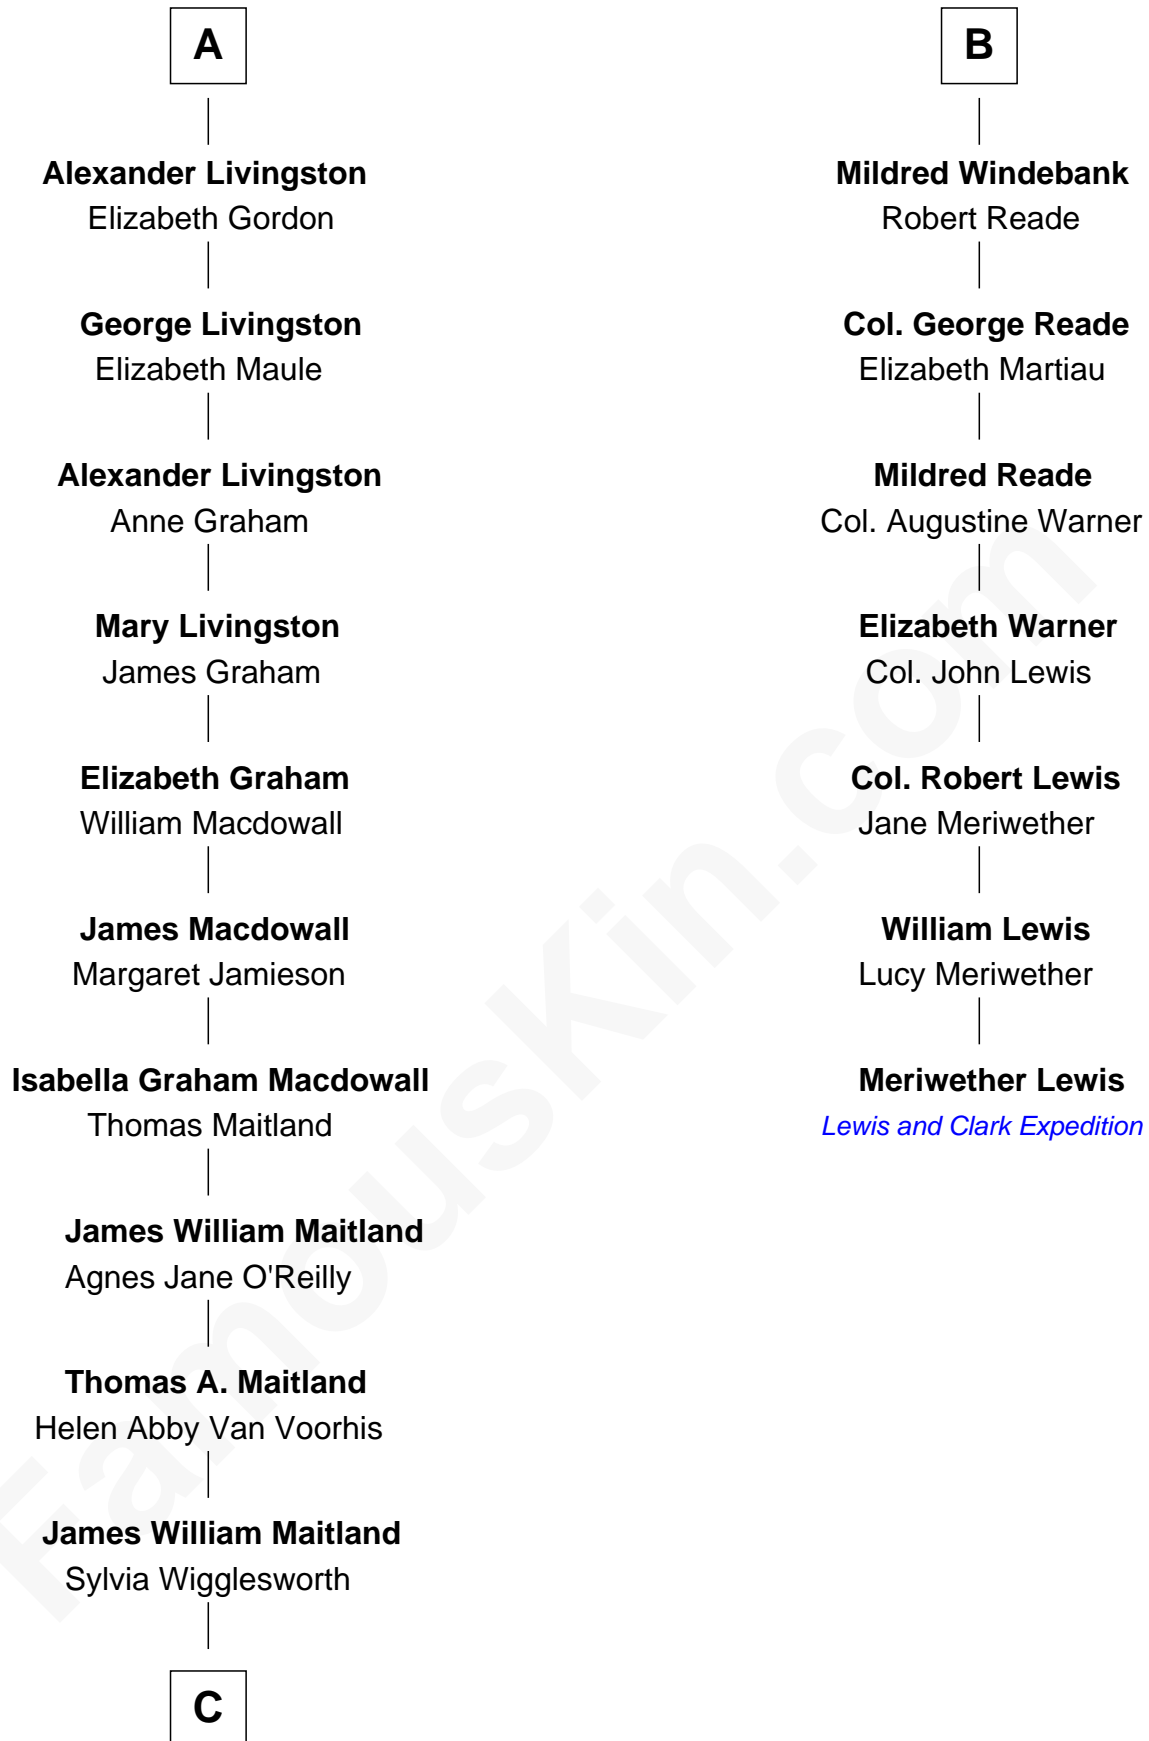 A
Alexander Livingston
Elizabeth Gordon
George Livingston
Elizabeth Maule
Alexander Livingston
Anne Graham
Mary Livingston
James Graham
Elizabeth Graham
William Macdowall
James Macdowall
Margaret Jamieson
Isabella Graham Macdowall
Thomas Maitland
James William Maitland
Agnes Jane O'Reilly
Thomas A. Maitland
Helen Abby Van Voorhis
James William Maitland
Sylvia Wigglesworth
C
B
Mildred Windebank
Robert Reade
Col. George Reade
Elizabeth Martiau
Mildred Reade
Col. Augustine Warner
Elizabeth Warner
Col. John Lewis
Col. Robert Lewis
Jane Meriwether
William Lewis
Lucy Meriwether
Meriwether Lewis
Lewis and Clark Expedition
FamousKin.com